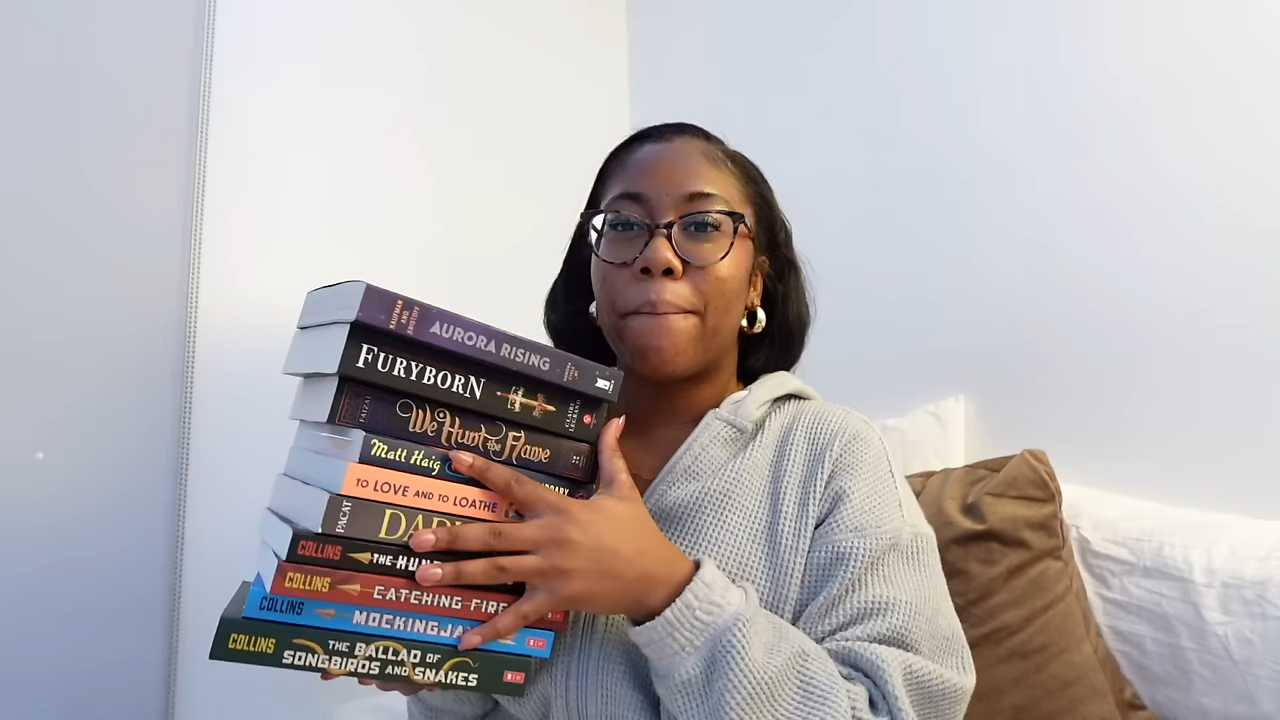 KAUFMAN AND KRISTOFF AURORA RISING
FURYBORN CLAIRE LEGRAND
FAIZAL We Hunt the Flame
Matt Haig BRARY
TO LOVE AND TO LOATHE
PACAT DAR
COLLINS THE HUN
COLLINS CATCHING FIRE
COLLINS MOCKINGJA
COLLINS THE BALLAD OF
SONGBIRDS AND SNAKES